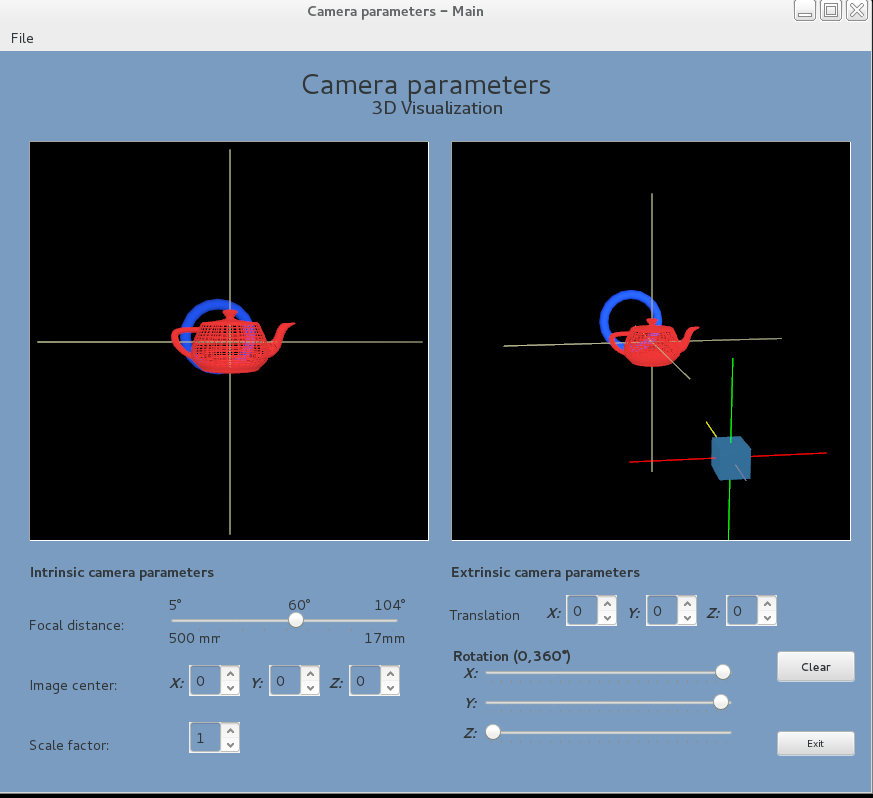 Camera parameters - Main
File
Camera parameters
3D Visualization
Intrinsic camera parameters
5° 60° 104°
Focal distance:
500 mm 17mm
Image center: X: 0 Y: 0 Z: 0
Scale factor: 1
Extrinsic camera parameters
Translation X: 0 Y: 0 Z: 0
Rotation (0,360°)
X:
Y:
Z:
Clear
Exit